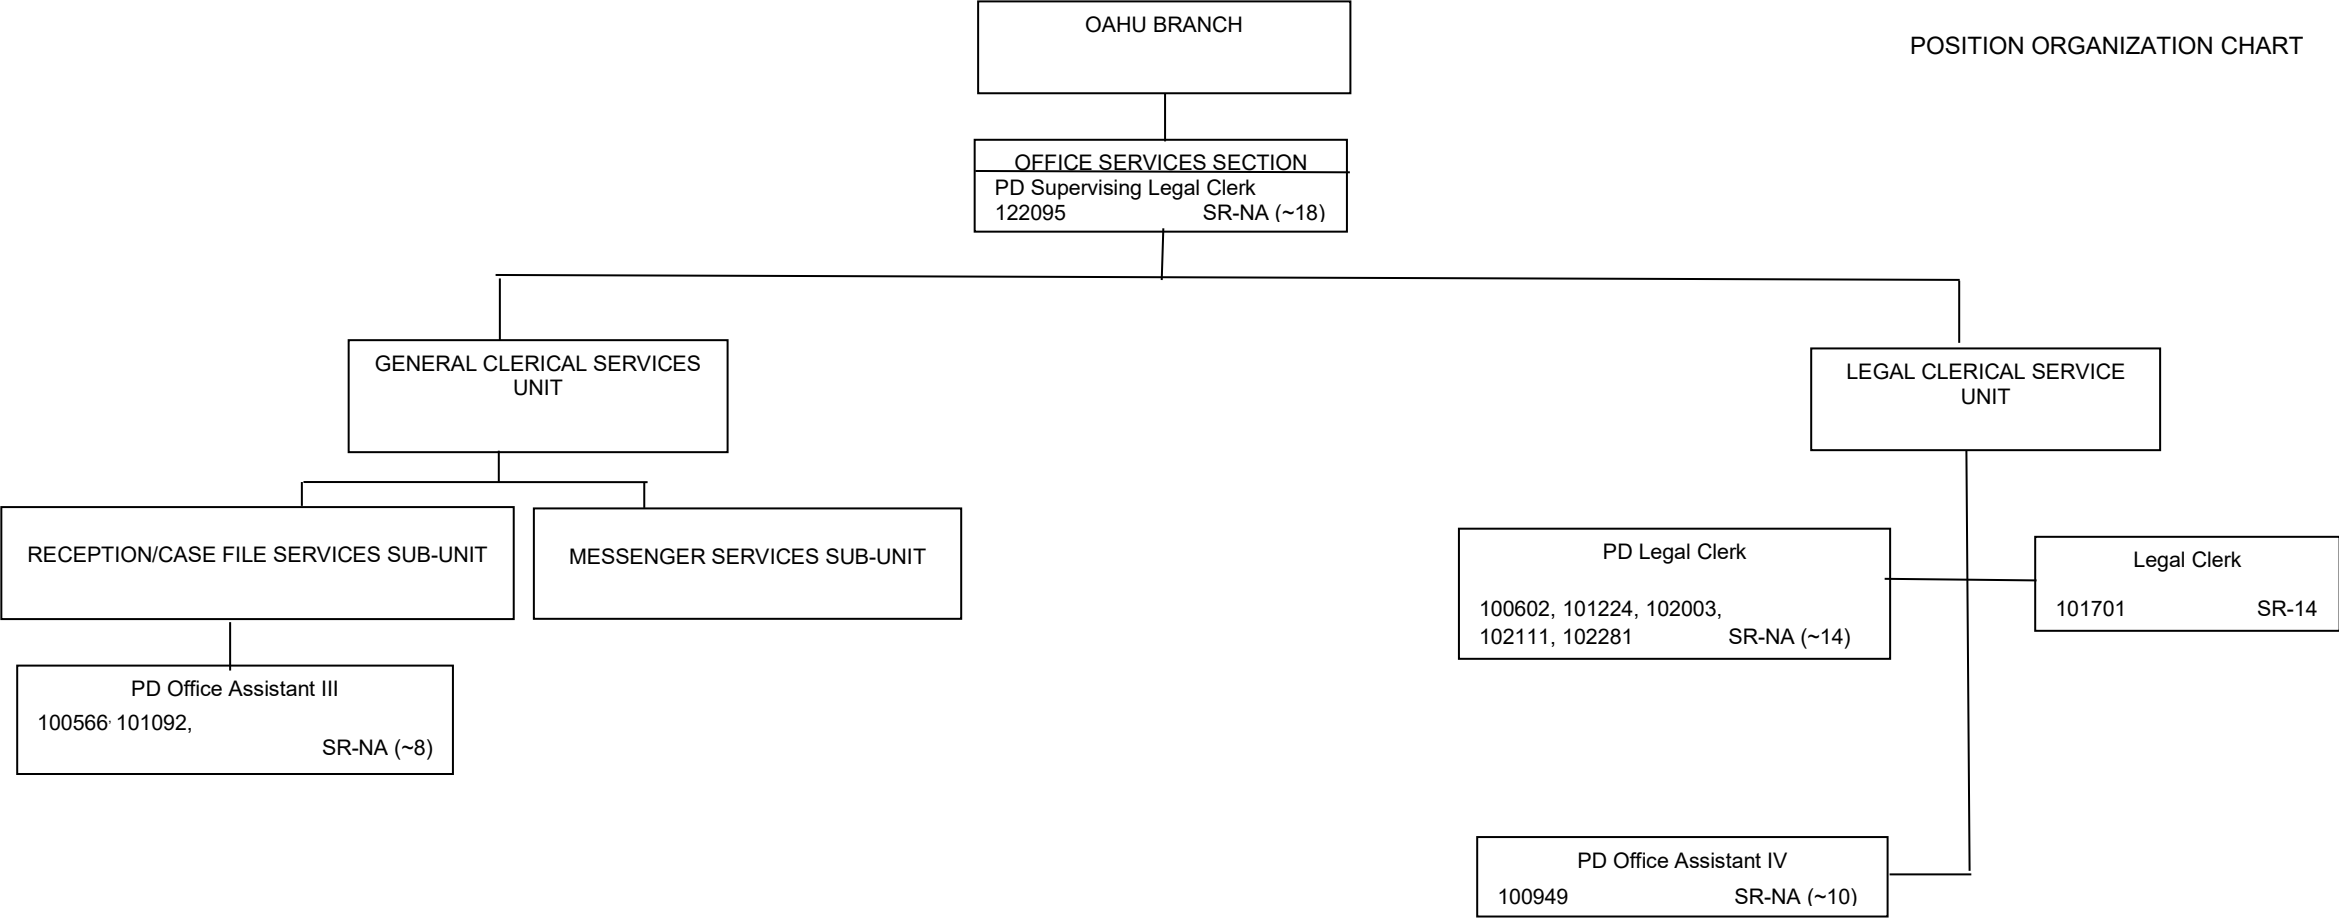 OAHU BRANCH
POSITION ORGANIZATION CHART
OFFICE SERVICES SECTION
PD Supervising Legal Clerk
122095 SR-NA (~18)
GENERAL CLERICAL SERVICES
UNIT
LEGAL CLERICAL SERVICE
UNIT
RECEPTION/CASE FILE SERVICES SUB-UNIT
MESSENGER SERVICES SUB-UNIT
PD Legal Clerk
100602, 101224, 102003,
102111, 102281 SR-NA (~14)
Legal Clerk
101701 SR-14
PD Office Assistant III
100566, 101092,
SR-NA (~8)
PD Office Assistant IV
100949 SR-NA (~10)